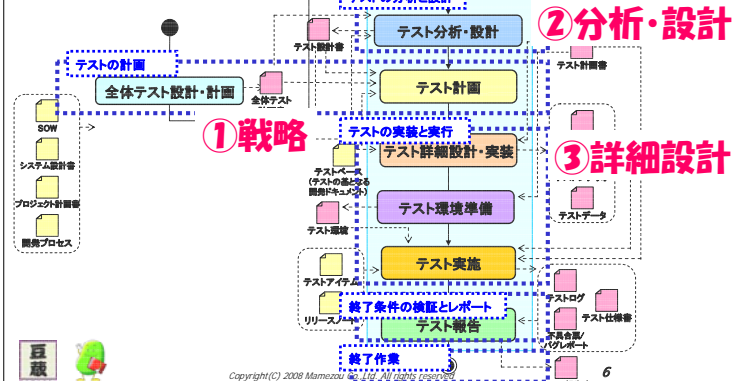 テスト分析・設計
②分析・設計
テスト設計書
テスト計画書
テストの計画
全体テスト設計・計画
全体テスト
テスト計画
①戦略
SOW
システム設計書
プロジェクト計画書
開発プロセス
テストの実装と実行
テスト詳細設計・実装
③詳細設計
テストベース
(テストの基となる
開発ドキュメント)
テスト環境準備
テストデータ
テスト環境
テスト実施
テストアイテム
リリースノート
テストログ
テスト仕様書
不具合票/
バグレポート
終了条件の検証とレポート
テスト報告
終了作業
豆蔵
Copyright(C) 2008 Mamezou Co. Ltd. All rights reserved
6